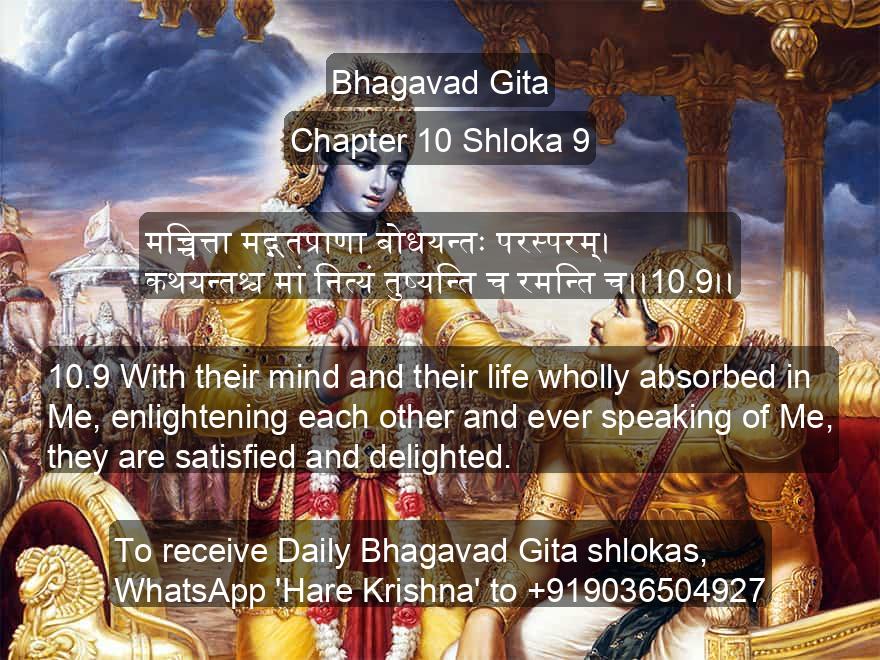 Bhagavad Gita
Chapter 10 Shloka 9
मच्चित्ता मद्गतप्राणा बोधयन्तः परस्परम्।
कथयन्तश्च मां नित्यं तुष्यन्ति च रमन्ति च।।10.9।।
10.9 With their mind and their life wholly absorbed in
Me, enlightening each other and ever speaking of Me,
they are satisfied and delighted.
To receive Daily Bhagavad Gita shlokas,
WhatsApp 'Hare Krishna' to +919036504927